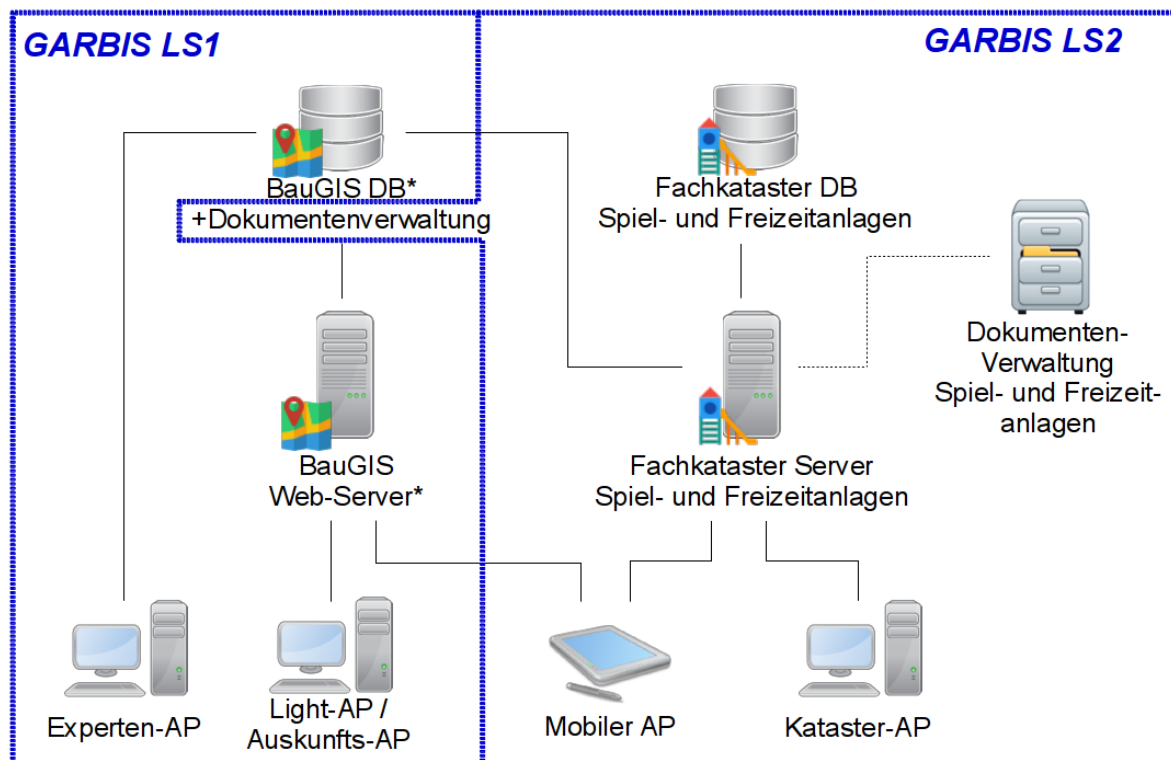 GARBIS LS1
GARBIS LS2
BauGIS DB*
+Dokumentenverwaltung
Fachkataster DB
Spiel- und Freizeitanlagen
Dokumenten-
Verwaltung
Spiel- und Freizeit-
anlagen
BauGIS
Web-Server*
Fachkataster Server
Spiel- und Freizeitanlagen
Experten-AP
Light-AP /
Auskunfts-AP
Mobiler AP
Kataster-AP